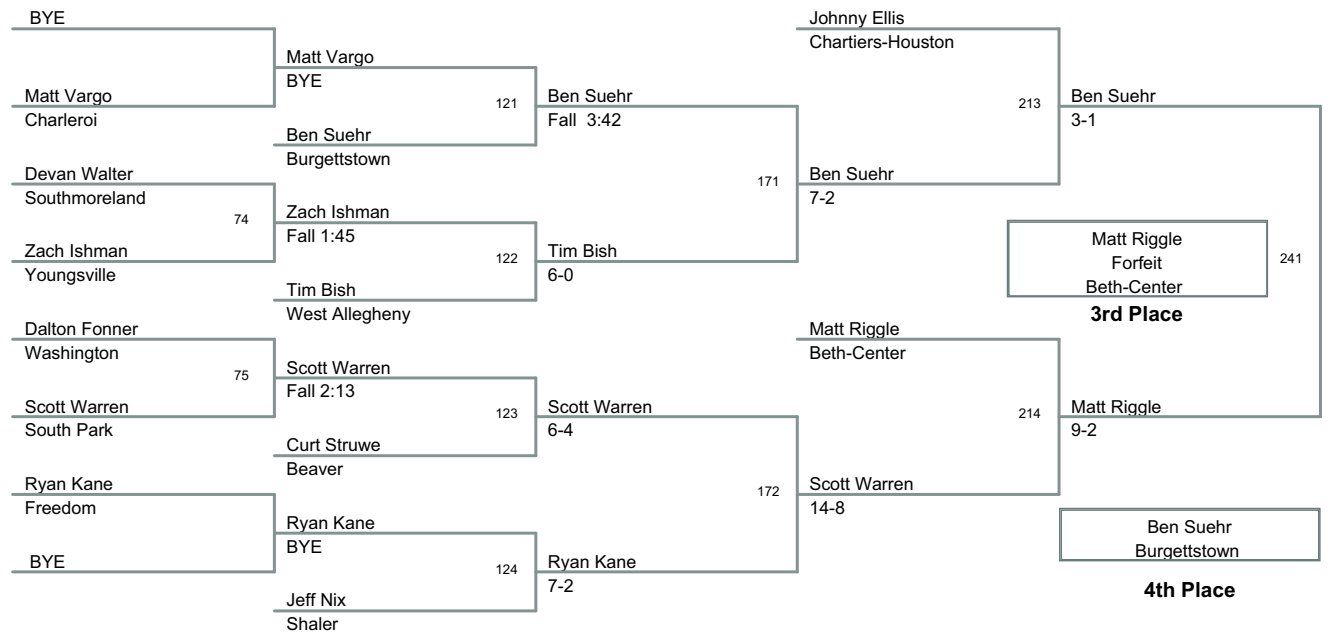 BYE
Matt Vargo
Charleroi
Devan Walter
Southmoreland
74
Zach Ishman
Youngsville
Dalton Fonner
Washington
75
Scott Warren
South Park
Ryan Kane
Freedom
BYE
Matt Vargo
BYE
121
Ben Suehr
Burgettstown
Zach Ishman
Fall 1:45
122
Tim Bish
West Allegheny
Scott Warren
Fall 2:13
123
Curt Struwe
Beaver
Ryan Kane
BYE
124
Jeff Nix
Shaler
Ben Suehr
Fall 3:42
171
Tim Bish
6-0
Scott Warren
6-4
172
Ryan Kane
7-2
Johnny Ellis
Chartiers-Houston
213
Ben Suehr
7-2
Matt Riggle
Beth-Center
214
Scott Warren
14-8
Ben Suehr
3-1
Matt Riggle
Forfeit
Beth-Center
241
3rd Place
Matt Riggle
9-2
Ben Suehr
Burgettstown
4th Place